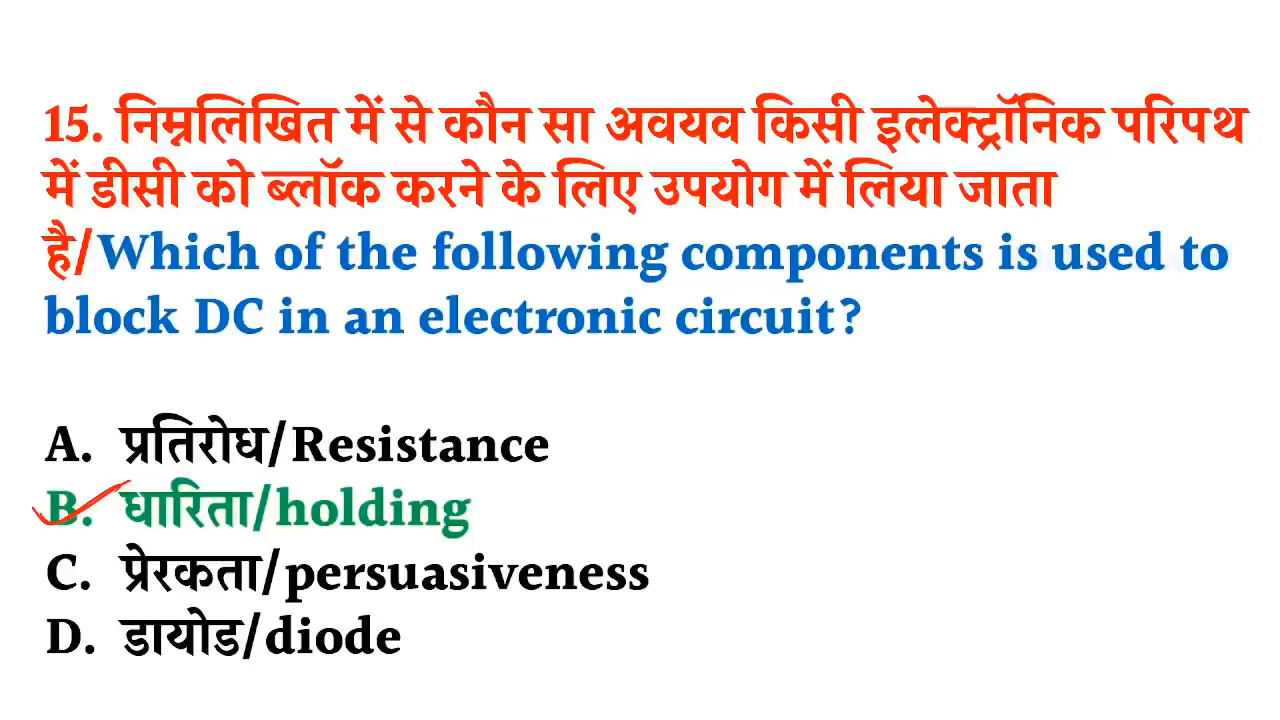 15. निम्नलिखित में से कौन सा अवयव किसी इलेक्ट्रॉनिक परिपथ
में डीसी को ब्लॉक करने के लिए उपयोग में लिया जाता
है/Which of the following components is used to
block DC in an electronic circuit?
A. प्रतिरोध/Resistance
B. धारिता/holding
C. प्रेरकता/persuasiveness
D. डायोड/diode